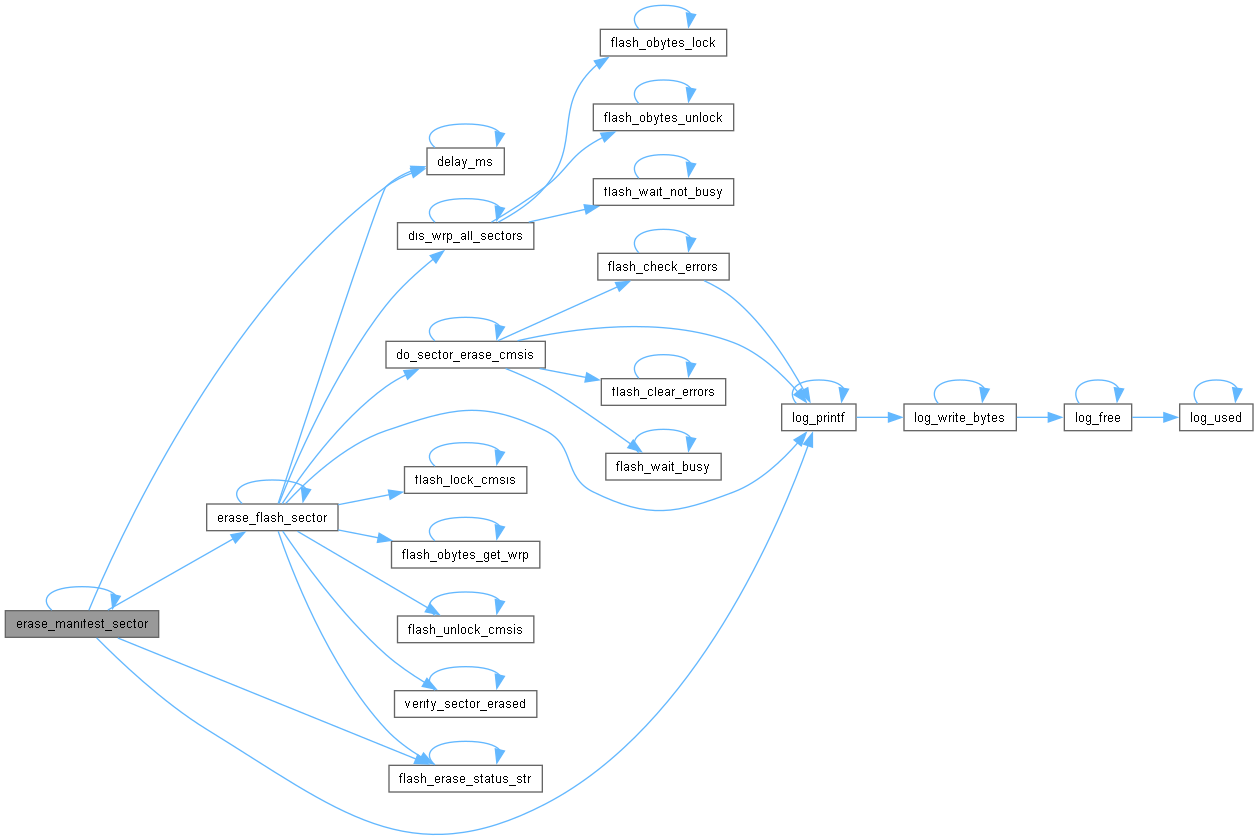 flash_obytes_lock
flash_obytes_unlock
flash_wait_not_busy
delay_ms
dis_wrp_all_sectors
flash_check_errors
do_sector_erase_cmsis
flash_clear_errors
log_printf
log_write_bytes
log_free
log_used
flash_wait_busy
flash_lock_cmsis
erase_flash_sector
flash_obytes_get_wrp
erase_manifest_sector
flash_unlock_cmsis
verify_sector_erased
flash_erase_status_str